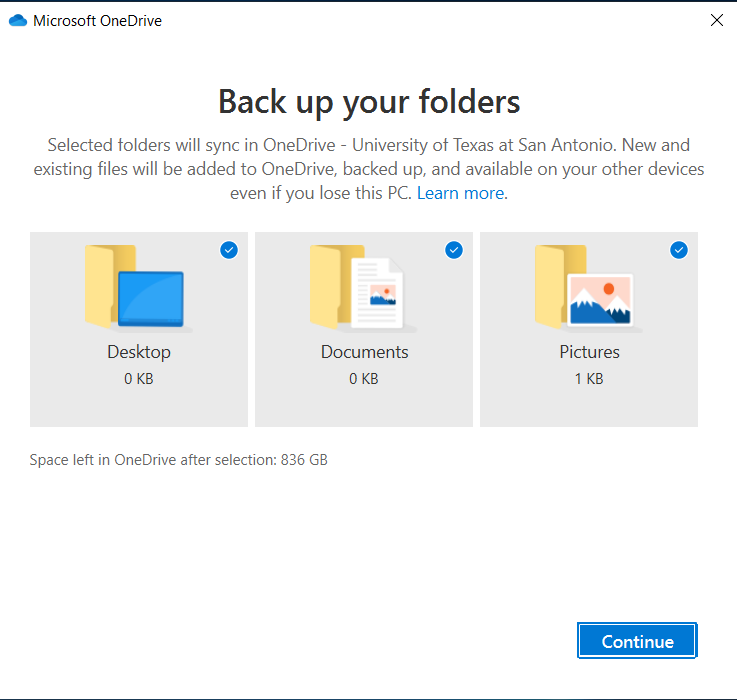 Microsoft OneDrive
Back up your folders
Selected folders will sync in OneDrive - University of Texas at San Antonio. New and
existing files will be added to OneDrive, backed up, and available on your other devices
even if you lose this PC. Learn more.
Desktop
0 KB
Documents
0 KB
Pictures
1 KB
Space left in OneDrive after selection: 836 GB
Continue